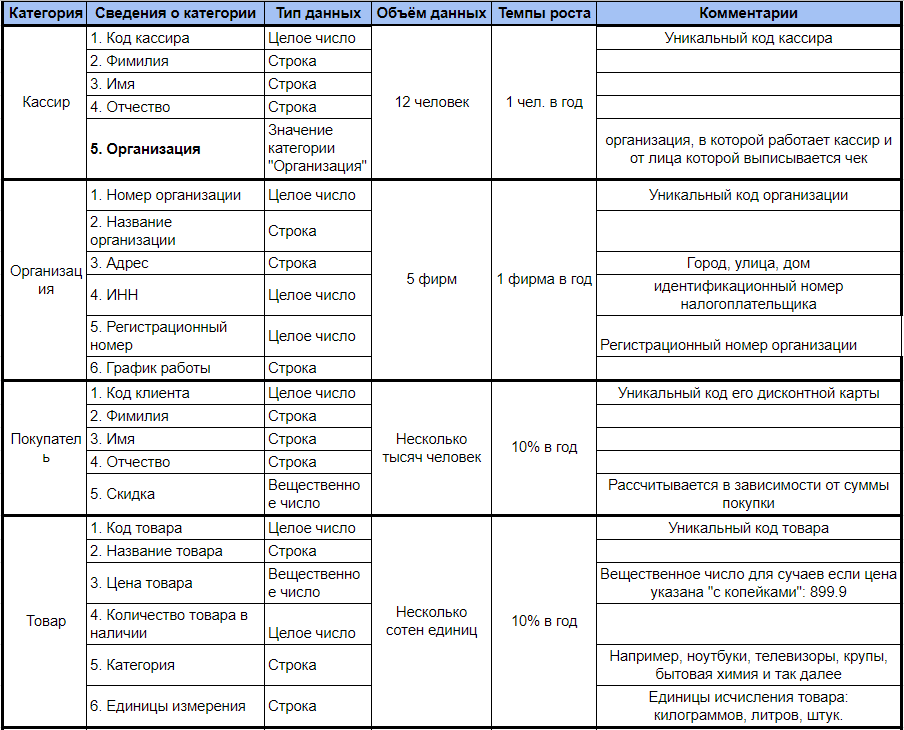 Категория Сведения о категории Тип данных Объём данных Темпы роста Комментарии
1. Код кассира Целое число Уникальный код кассира
2. Фамилия Строка
3. Имя Строка
Кассир 12 человек 1 чел. в год
4. Отчество Строка
5. Организация
Значение
категории
"Организация"
организация, в которой работает кассир и
от лица которой выписывается чек
1. Номер организации Целое число Уникальный код организации
2. Название
организации
Строка
3. Адрес Строка Город, улица, дом
Организац
ия
5 фирм 1 фирма в год
4. ИНН Целое число
идентификационный номер
налогоплательщика
5. Регистрационный
номер
Целое число
Регистрационный номер организации
6. График работы Строка
1. Код клиента Целое число Уникальный код его дисконтной карты
2. Фамилия Строка
Покупател
ь
3. Имя Строка
Несколько
тысяч человек
10% в год
4. Отчество Строка
5. Скидка
Вещественно
е число
Рассчитывается в зависимости от суммы
покупки
1. Код товара Целое число Уникальный код товара
2. Название товара Строка
3. Цена товара
Вещественно
е число
Вещественное число для сучаев если цена
указана "с копейками": 899.9
Товар
Несколько
сотен единиц
10% в год
4. Количество товара в
наличии
Целое число
5. Категория Строка
Например, ноутбуки, телевизоры, крупы,
бытовая химия и так далее
6. Единицы измерения Строка
Единицы исчисления товара:
килограммов, литров, штук.